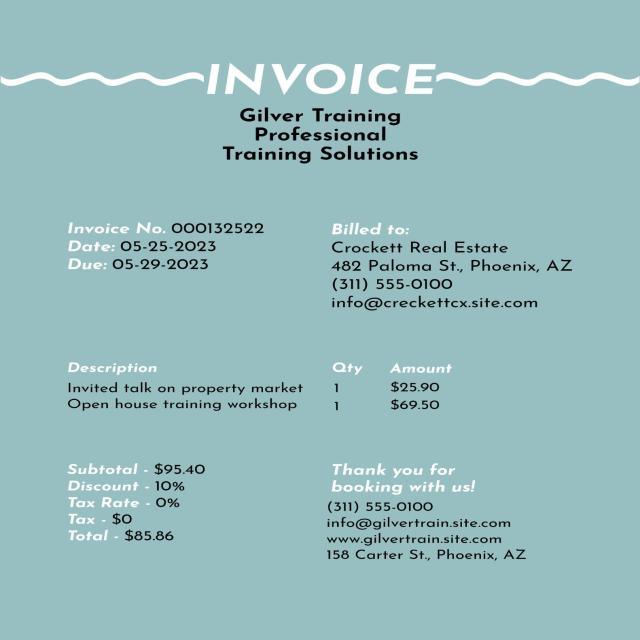 INVOICE
Gilver Training
Professional
Training Solutions
Invoice No. 000132522
Date: 05-25-2023
Due: 05-29-2023
Billed to:
Crockett Real Estate
482 Paloma St., Phoenix, AZ
(311) 555-0100
info@creckettcx.site.com
Description Qty Amount
Invited talk on property market 1 $25.90
Open house training workshop 1 $69.50
Subtotal - $95.40
Discount - 10%
Tax Rate - 0%
Tax - $0
Total - $85.86
Thank you for
booking with us!
(311) 555-0100
info@gilvertrain.site.com
www.gilvertrain.site.com
158 Carter St., Phoenix, AZ